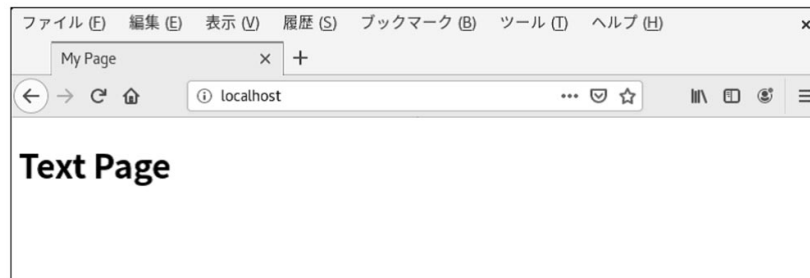 ファイル (F) 編集 (E) 表示 (V) 履歴 (S) ブックマーク (B) ツール (T) ヘルプ (H)
My Page
localhost
Text Page